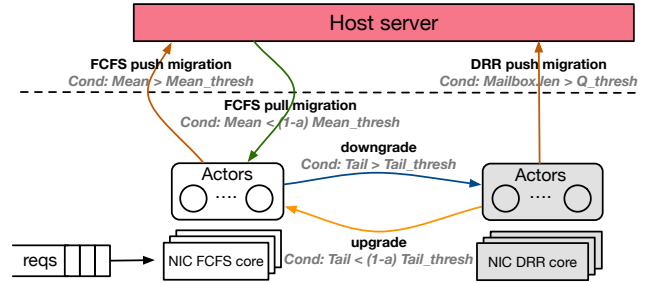 Host server
FCFS push migration
Cond: Mean > Mean_thresh
DRR push migration
Cond: Mailbox.len > Q_thresh
FCFS pull migration
Cond: Mean < (1-a) Mean_thresh
downgrade
Cond: Tail > Tail_thresh
Actors
....
Actors
....
upgrade
Cond: Tail < (1-a) Tail_thresh
reqs
NIC FCFS core
NIC DRR core